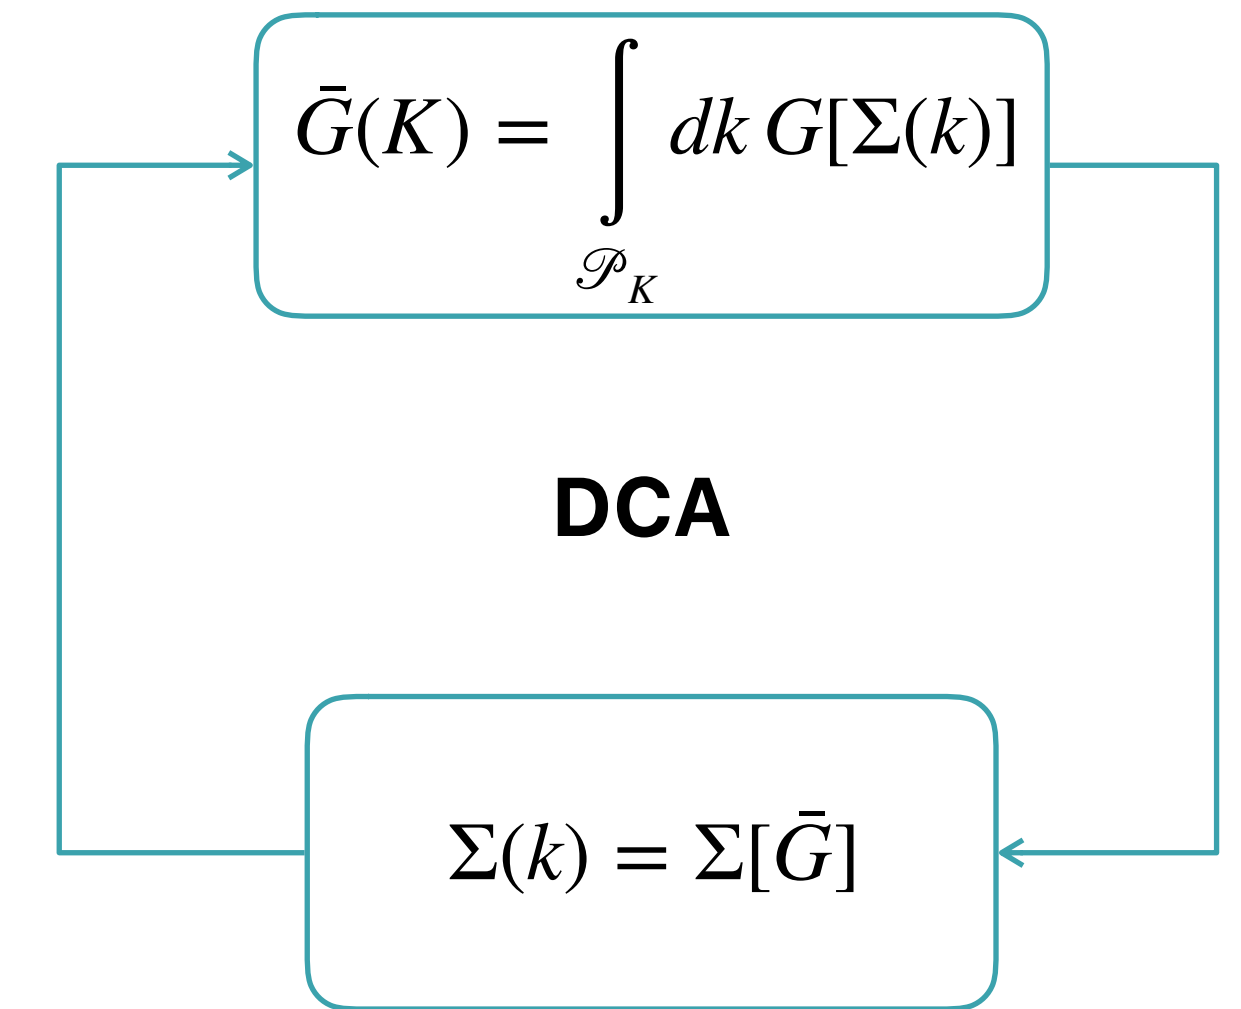 Ḡ(K) = ∫ dk G[Σ(k)]
𝒫_K
DCA
Σ(k) = Σ[Ḡ]